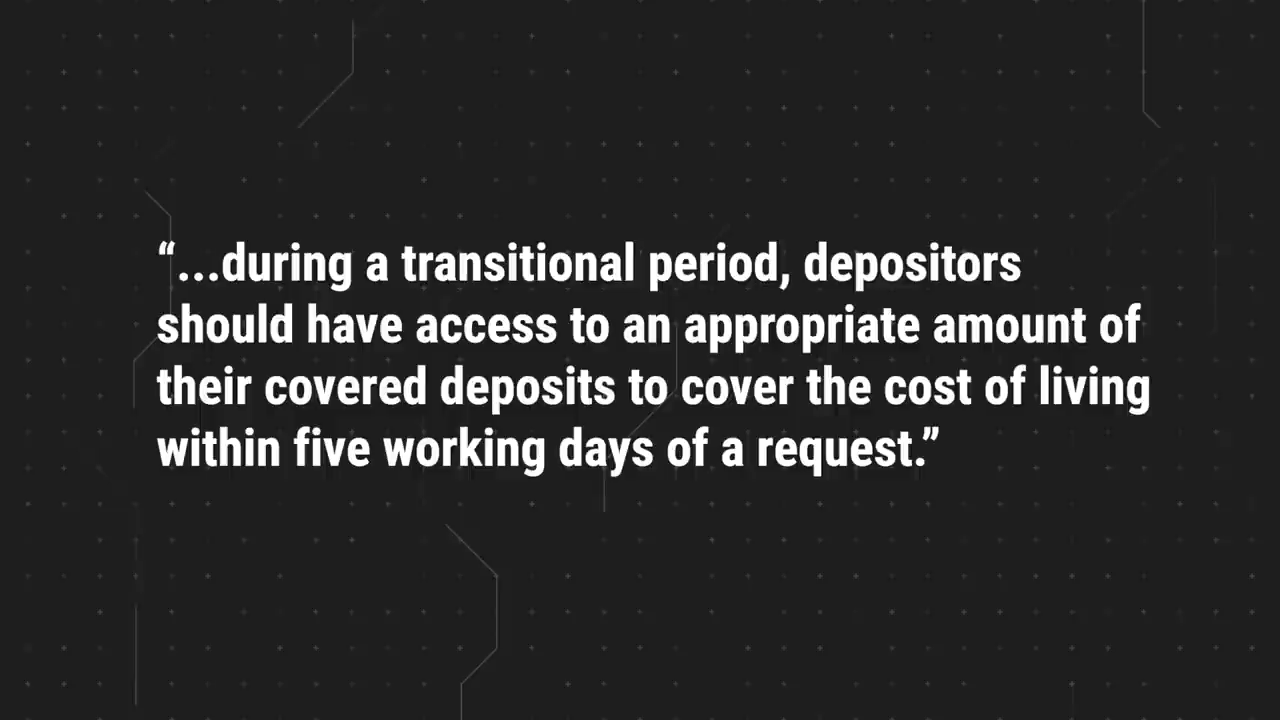 “...during a transitional period, depositors
should have access to an appropriate amount of
their covered deposits to cover the cost of living
within five working days of a request.”